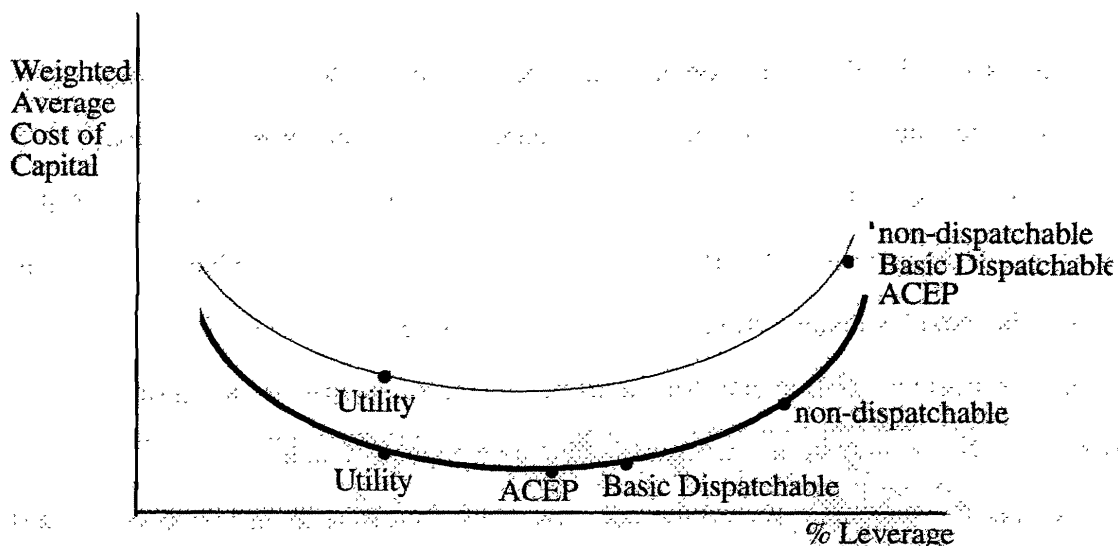 Weighted
Average
Cost of
Capital
non-dispatchable
Basic Dispatchable
ACEP
Utility
non-dispatchable
Utility
ACEP
Basic Dispatchable
% Leverage